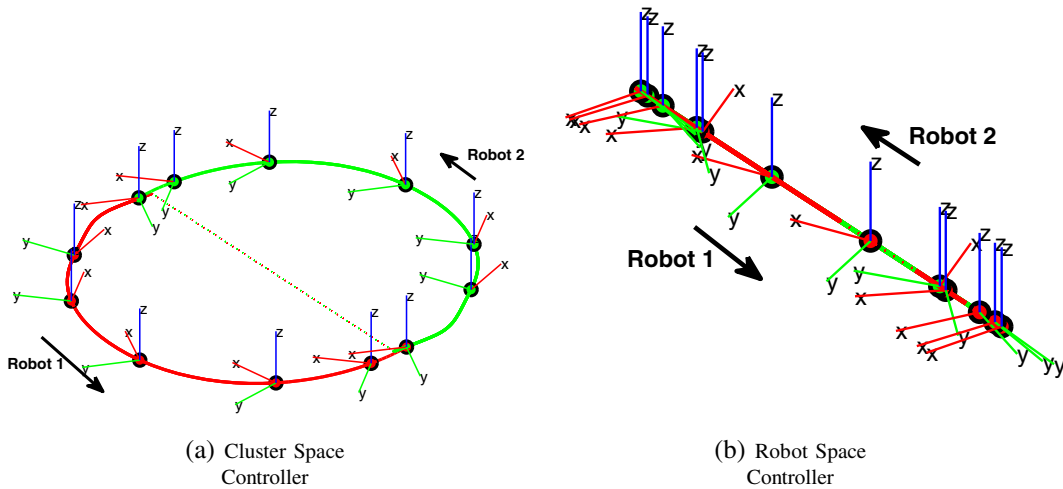 Robot 2
Robot 1
(a) Cluster Space
Controller
Robot 2
Robot 1
(b) Robot Space
Controller